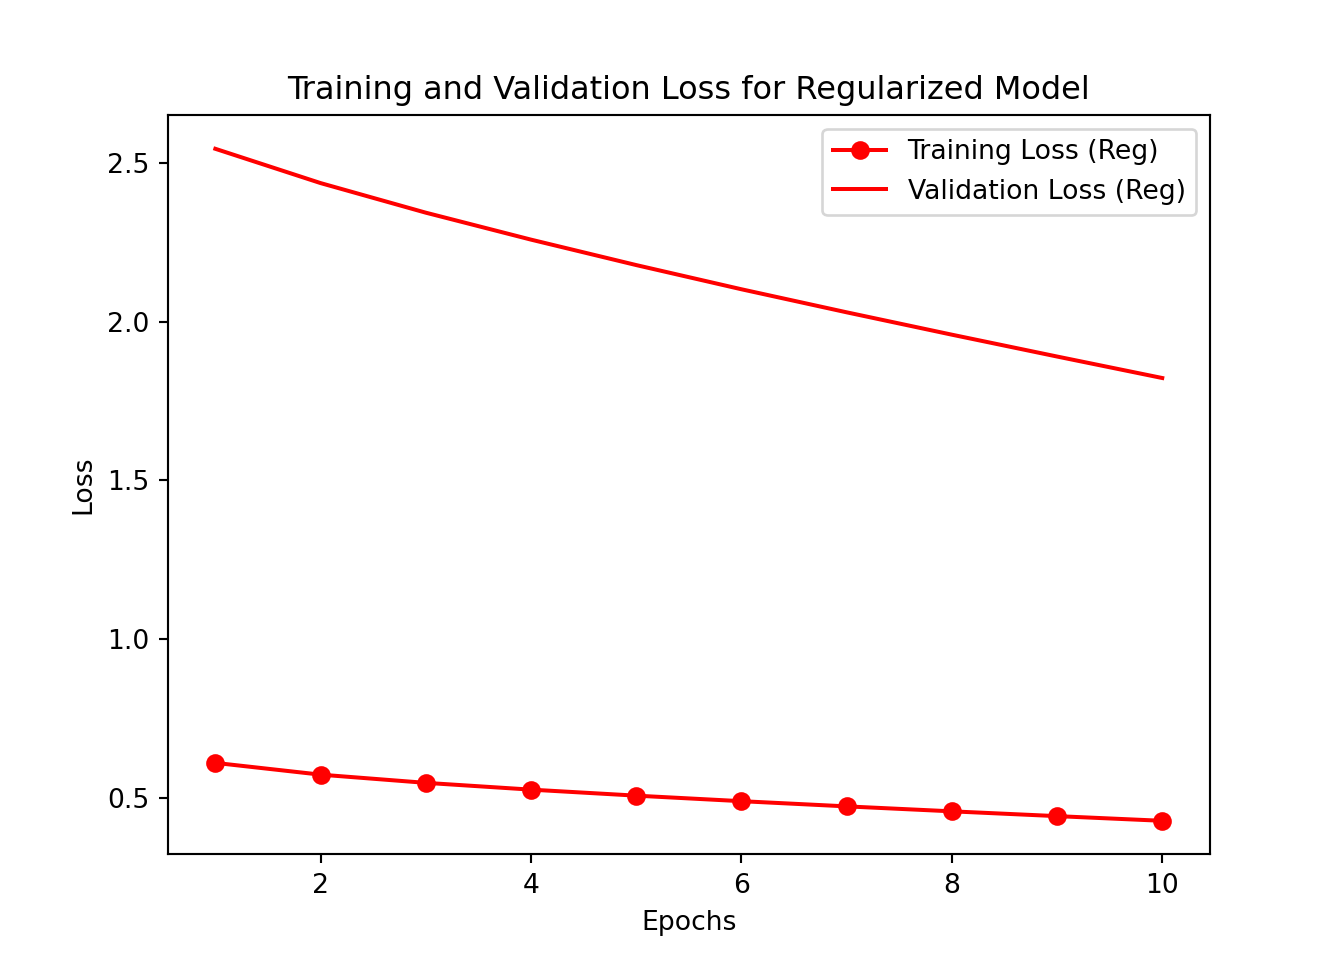 Training and Validation Loss for Regularized Model
Training Loss (Reg)
Validation Loss (Reg)
2.5
2.0
1.5
1.0
0.5
Loss
2 4 6 8 10
Epochs